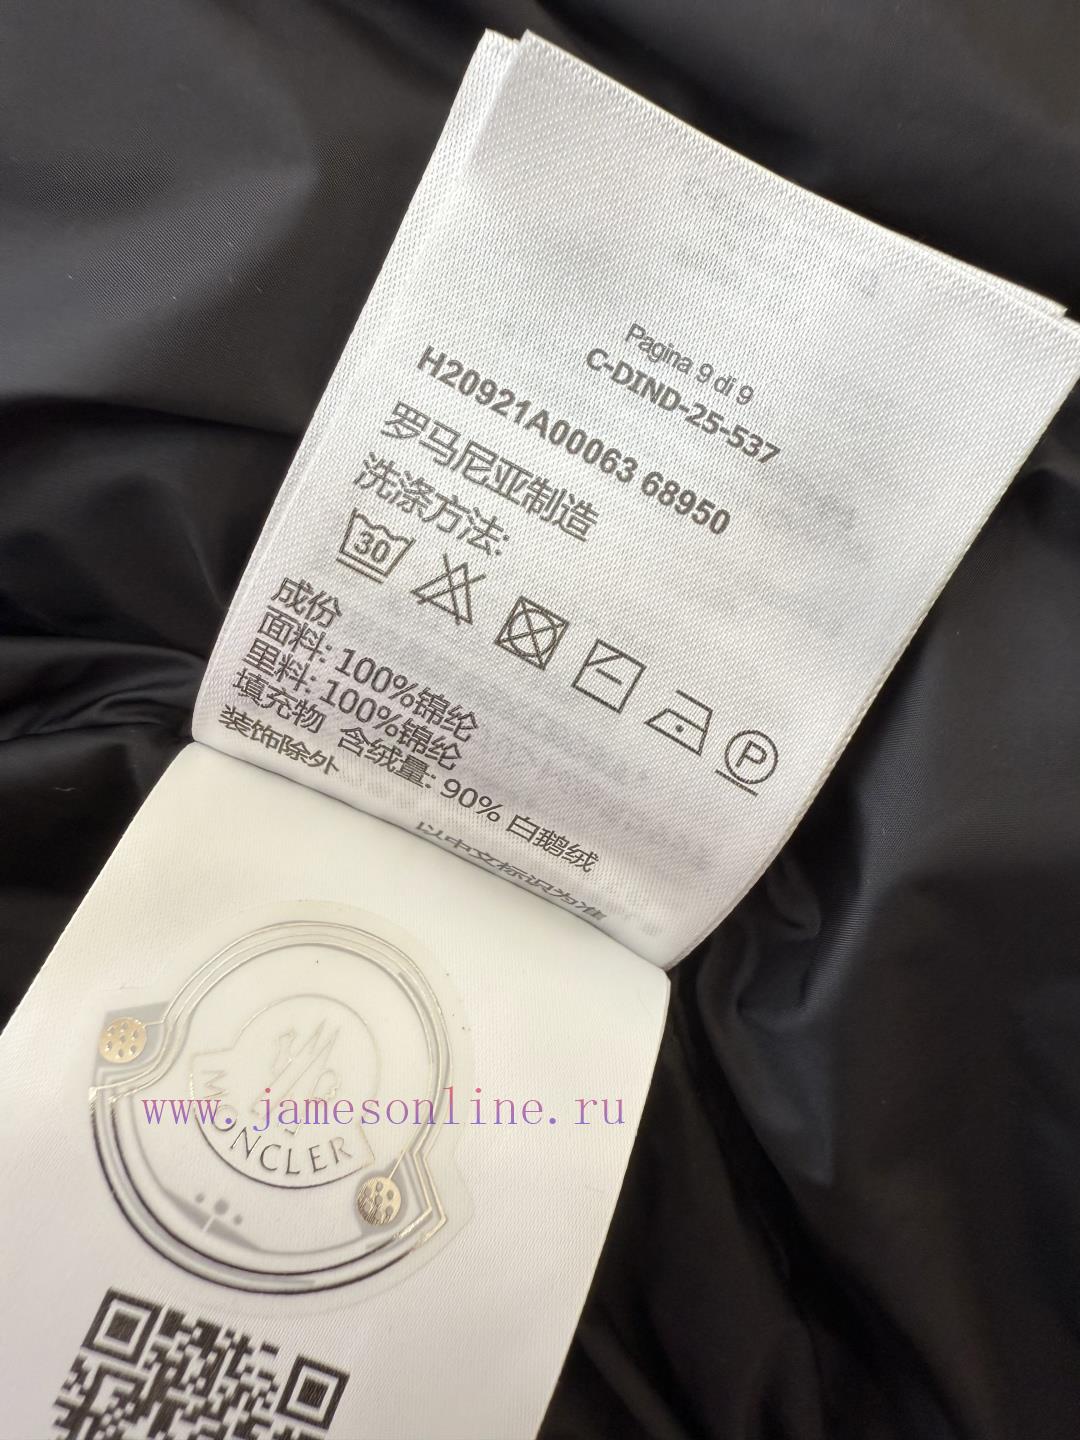 Pagina 9 di 9
C-DIND-25-537
H20921A00063 68950
罗马尼亚制造
洗涤方法:
30
P
成份
面料: 100%锦纶
里料: 100%锦纶
填充物 含绒量: 90% 白鹅绒
装饰除外
以中文标识为准
www.jamesonline.ru
MONCLER